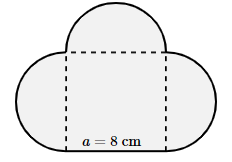 a = 8 cm